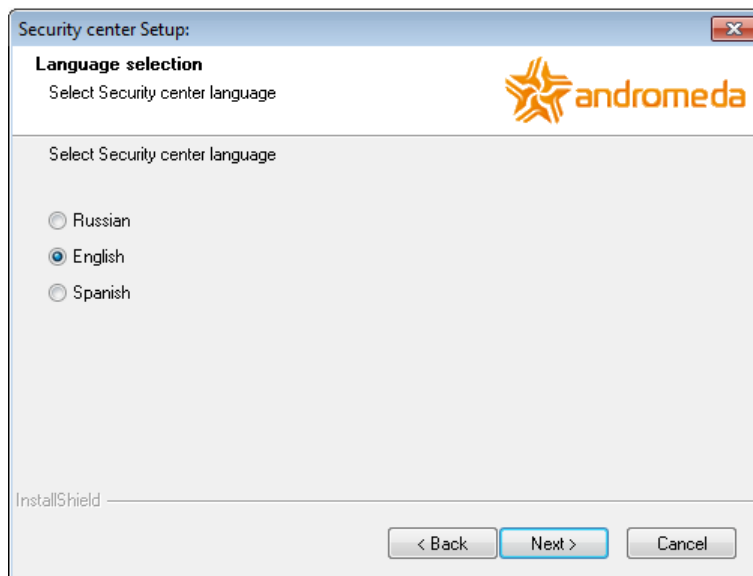 Security center Setup:
Language selection
Select Security center language
andromeda
Select Security center language
Russian
English
Spanish
InstallShield
< Back
Next >
Cancel